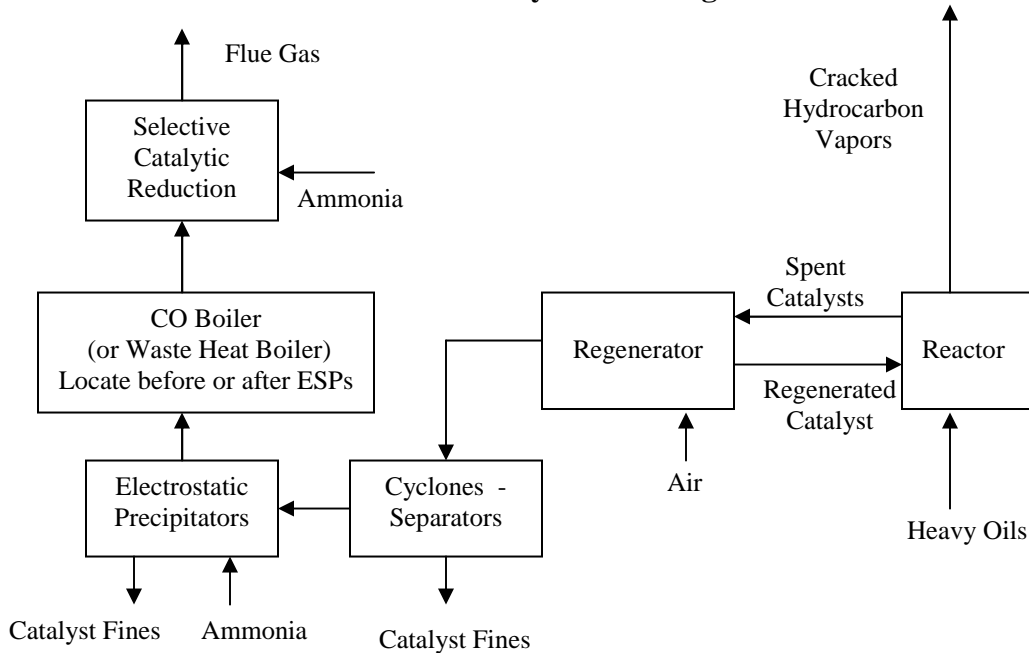 Flue Gas
Cracked
Hydrocarbon
Vapors
Selective
Catalytic
Reduction
Ammonia
Spent
Catalysts
CO Boiler
(or Waste Heat Boiler)
Locate before or after ESPs
Regenerator
Reactor
Regenerated
Catalyst
Electrostatic
Precipitators
Cyclones -
Separators
Air
Heavy Oils
Catalyst Fines
Ammonia
Catalyst Fines